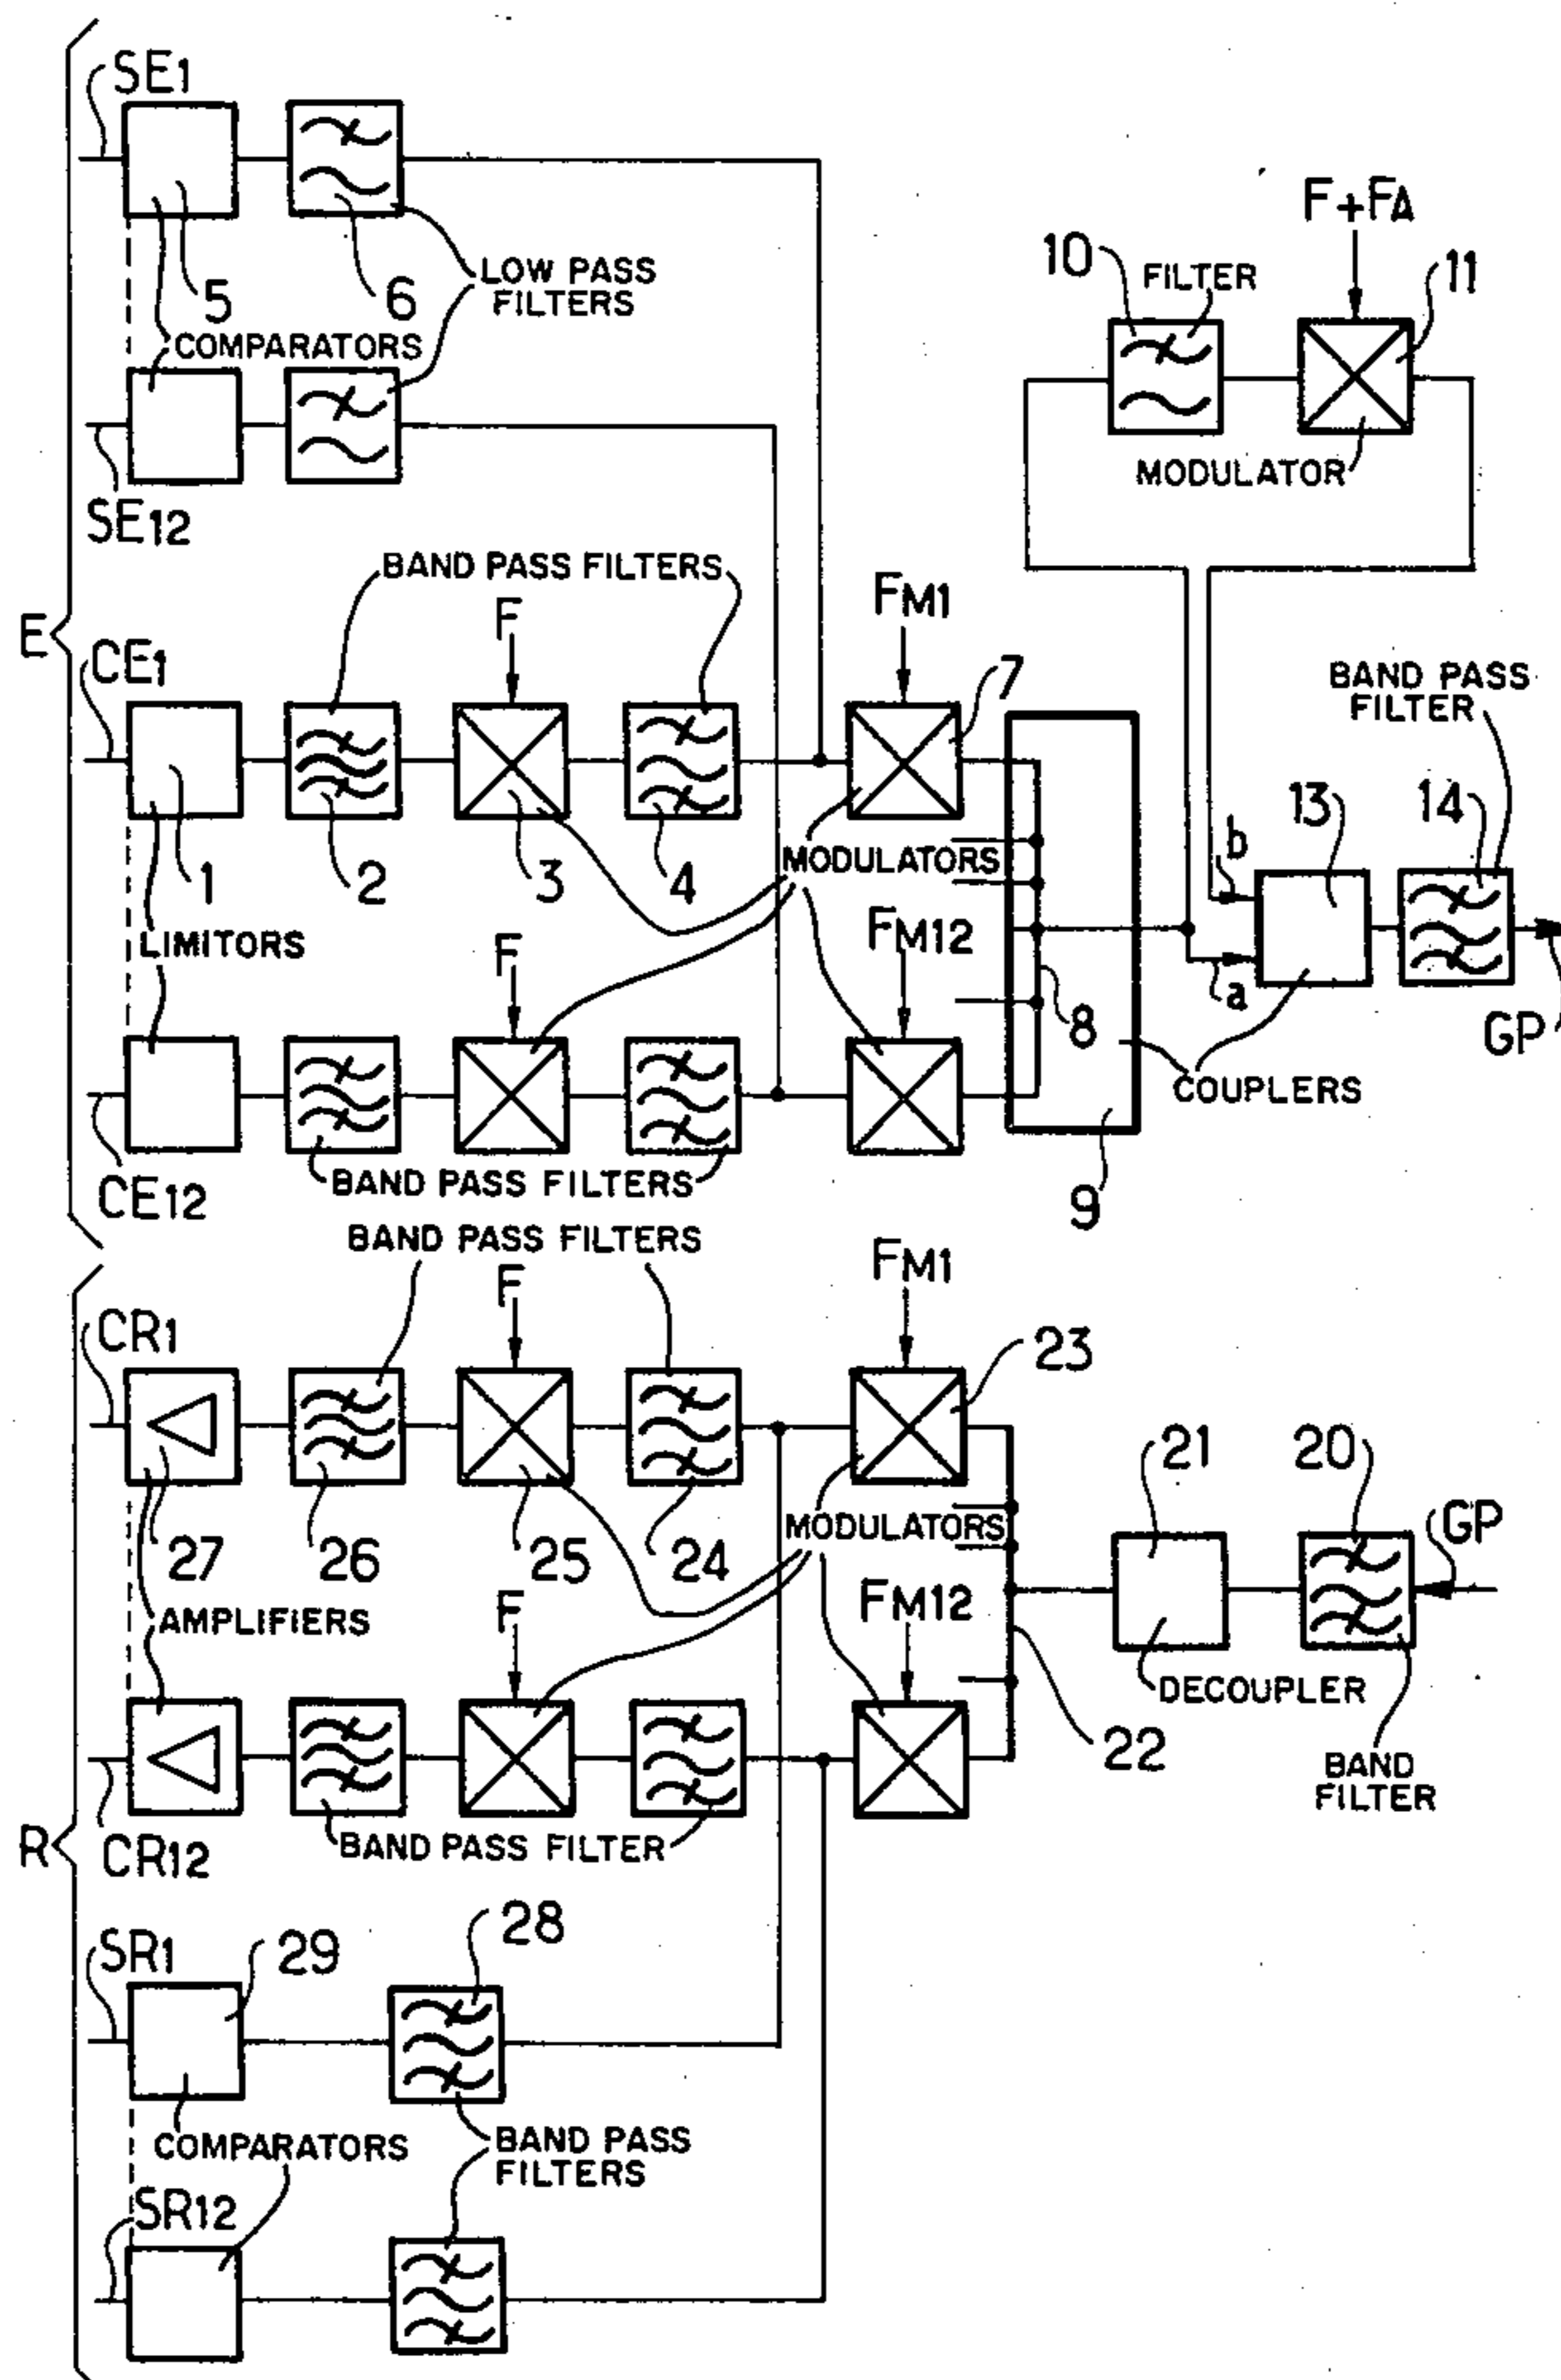 SE1
5
6
LOW PASS
FILTERS
COMPARATORS
SE12
F+FA
10
FILTER
11
MODULATOR
E
BAND PASS FILTERS
F
FM1
CE1
7
BAND PASS
FILTER
1
2
3
4
MODULATORS
13
14
b
LIMITORS
F
FM12
8
a
GP
COUPLERS
CE12
BAND PASS FILTERS
9
BAND PASS FILTERS
F
FM1
CR1
23
27
26
25
24
MODULATORS
21
20
GP
AMPLIFIERS
F
FM12
DECOUPLER
22
BAND
FILTER
R
CR12
BAND PASS FILTER
SR1
29
28
COMPARATORS
BAND PASS
FILTERS
SR12